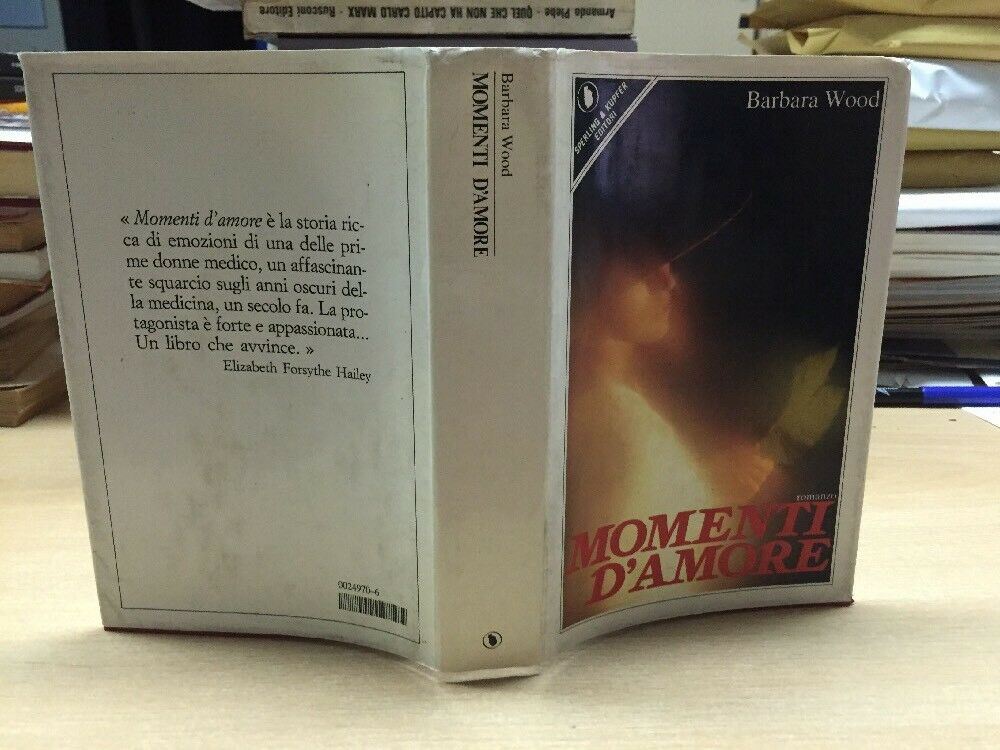 Armando Plebe - QUEL CHE NON HA CAPITO CARLO MARX - Rusconi Editore
« Momenti d'amore è la storia ric-
ca di emozioni di una delle pri-
me donne medico, un affascinan-
te squarcio sugli anni oscuri del-
la medicina, un secolo fa. La pro-
tagonista è forte e appassionata...
Un libro che avvince. »
Elizabeth Forsythe Hailey
0024970-6
Barbara Wood
MOMENTI D'AMORE
SPERLING & KUPFER
EDITORI
Barbara Wood
romanzo
MOMENTI
D'AMORE